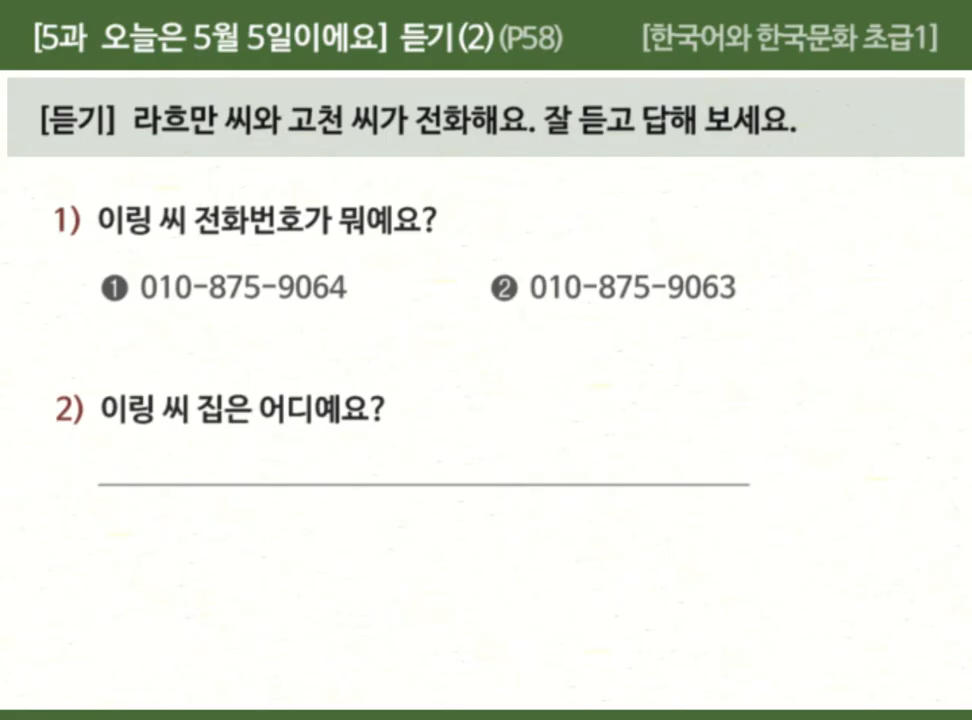 [5과 오늘은 5월 5일이에요] 듣기(2)(P58) [한국어와 한국문화 초급1]
[듣기] 라흐만 씨와 고천 씨가 전화해요. 잘 듣고 답해 보세요.
1) 이링 씨 전화번호가 뭐예요?
❶ 010-875-9064 ❷ 010-875-9063
2) 이링 씨 집은 어디예요?